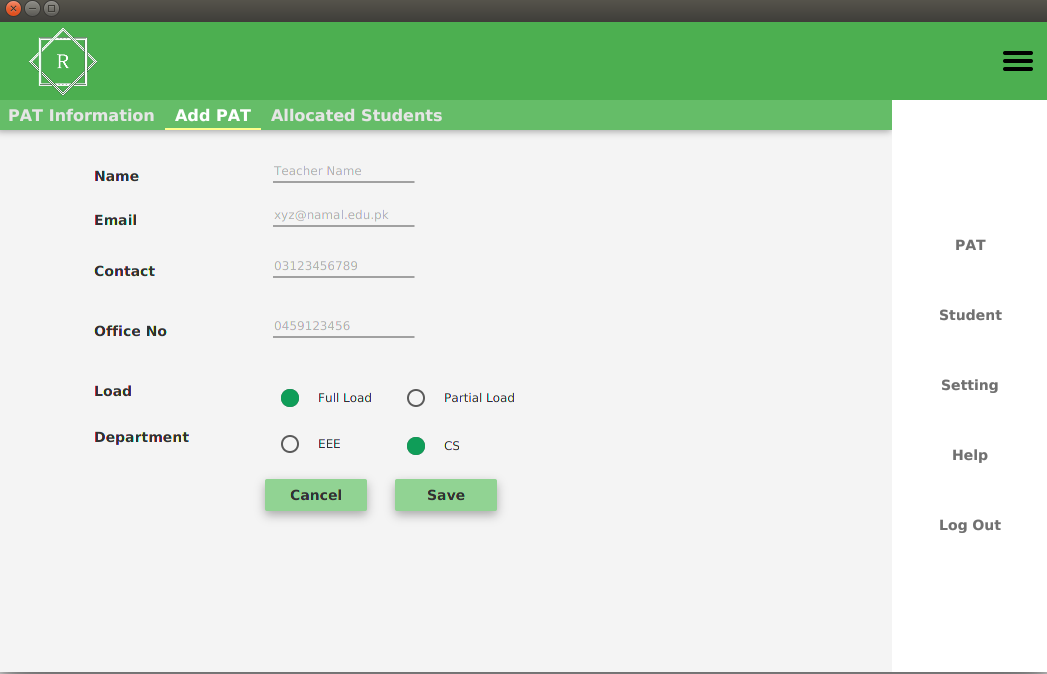 R
PAT Information Add PAT Allocated Students
Name Teacher Name
Email xyz@namal.edu.pk
Contact 03123456789
Office No 0459123456
Load Full Load Partial Load
Department EEE CS
Cancel Save
PAT
Student
Setting
Help
Log Out